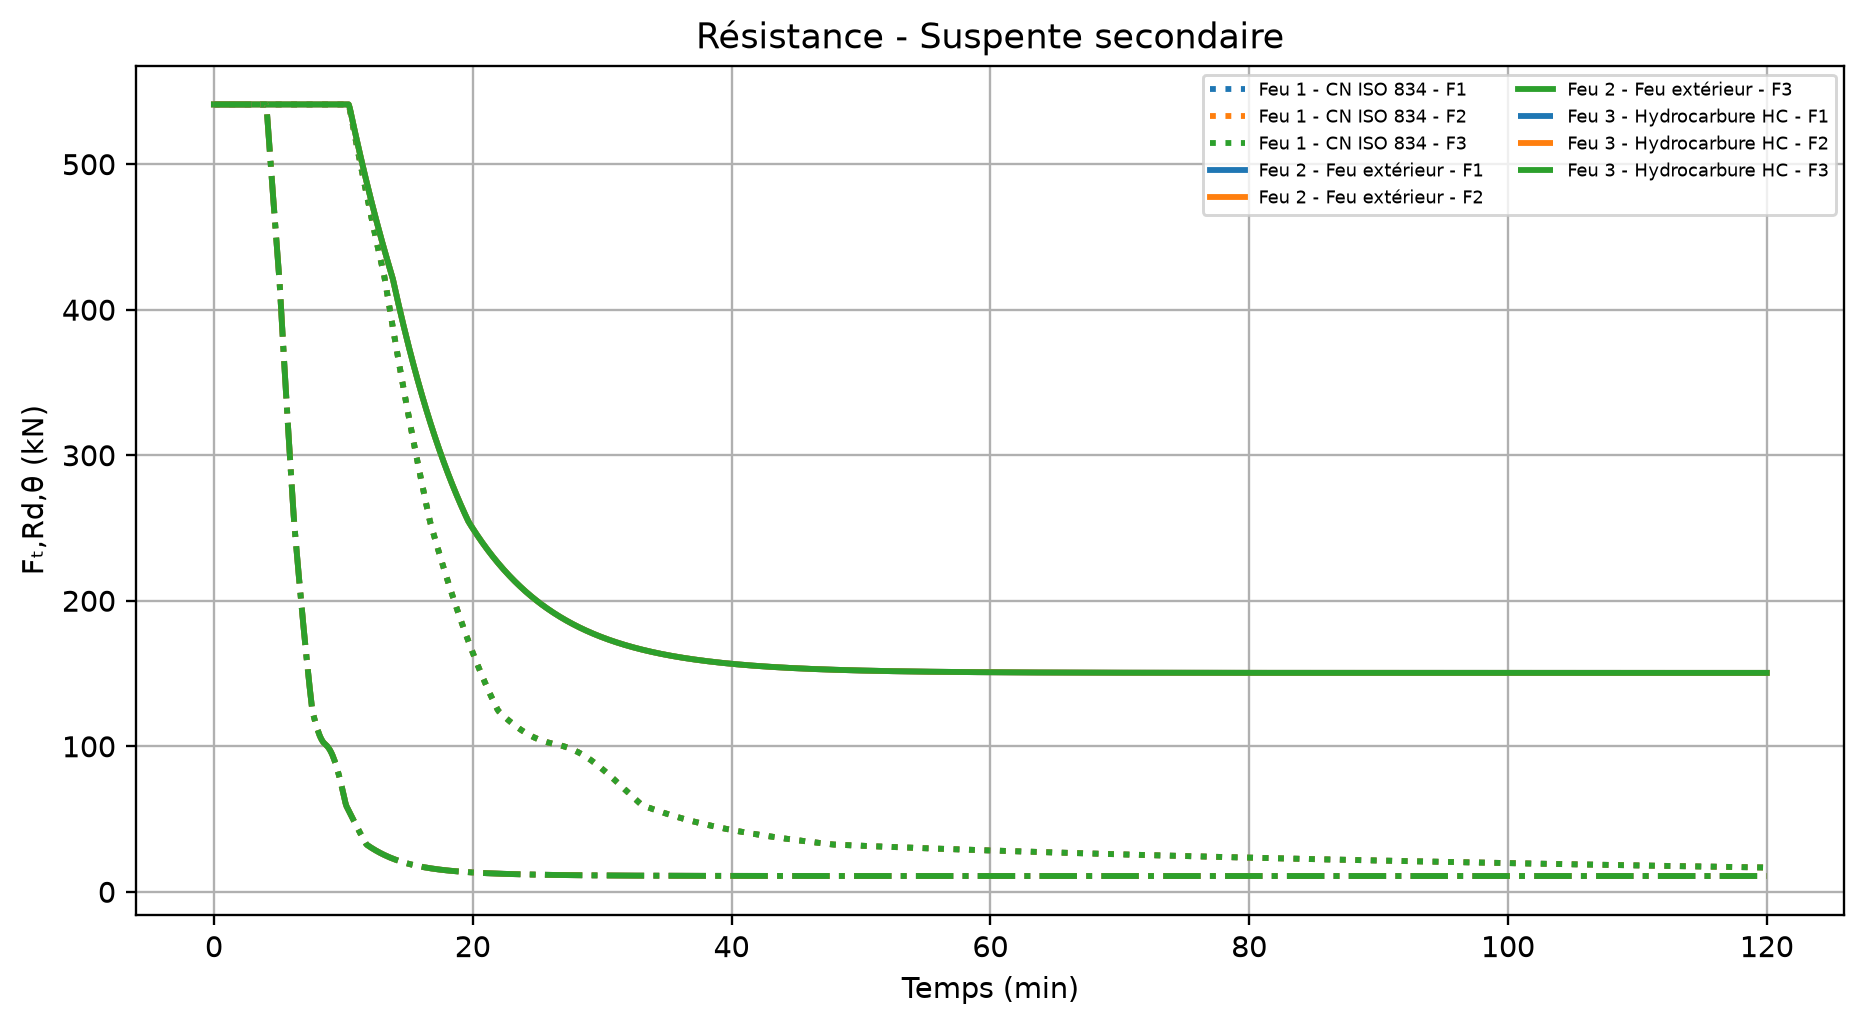 Résistance - Suspente secondaire
Feu 1 - CN ISO 834 - F1
Feu 1 - CN ISO 834 - F2
Feu 1 - CN ISO 834 - F3
Feu 2 - Feu extérieur - F1
Feu 2 - Feu extérieur - F2
Feu 2 - Feu extérieur - F3
Feu 3 - Hydrocarbure HC - F1
Feu 3 - Hydrocarbure HC - F2
Feu 3 - Hydrocarbure HC - F3
Fₜ,Rd,θ (kN)
500
400
300
200
100
0
0 20 40 60 80 100 120
Temps (min)